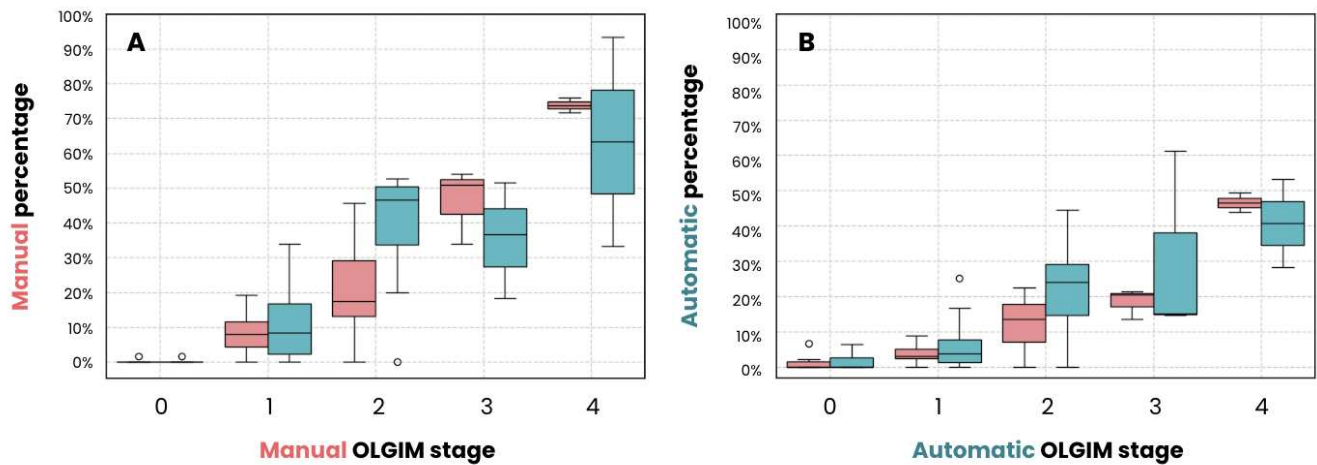 A
Manual percentage
100%
90%
80%
70%
60%
50%
40%
30%
20%
10%
0%
0 1 2 3 4
Manual OLGIM stage
B
Automatic percentage
100%
90%
80%
70%
60%
50%
40%
30%
20%
10%
0%
0 1 2 3 4
Automatic OLGIM stage